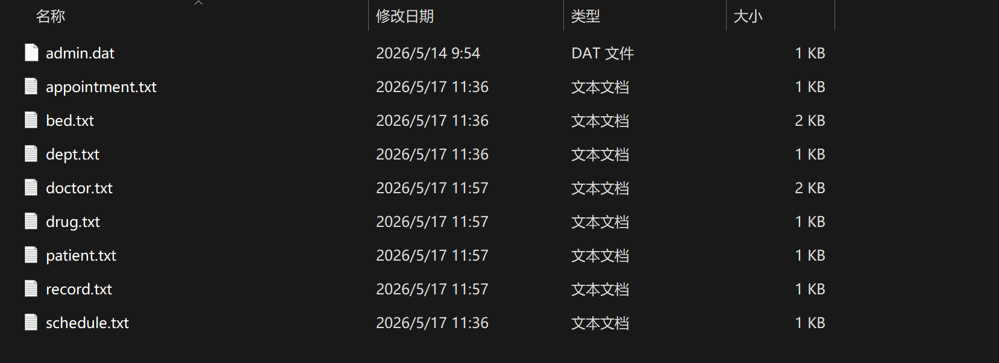 名称 修改日期 类型 大小
admin.dat 2026/5/14 9:54 DAT 文件 1 KB
appointment.txt 2026/5/17 11:36 文本文档 1 KB
bed.txt 2026/5/17 11:36 文本文档 2 KB
dept.txt 2026/5/17 11:36 文本文档 1 KB
doctor.txt 2026/5/17 11:57 文本文档 2 KB
drug.txt 2026/5/17 11:57 文本文档 1 KB
patient.txt 2026/5/17 11:57 文本文档 1 KB
record.txt 2026/5/17 11:57 文本文档 1 KB
schedule.txt 2026/5/17 11:36 文本文档 1 KB